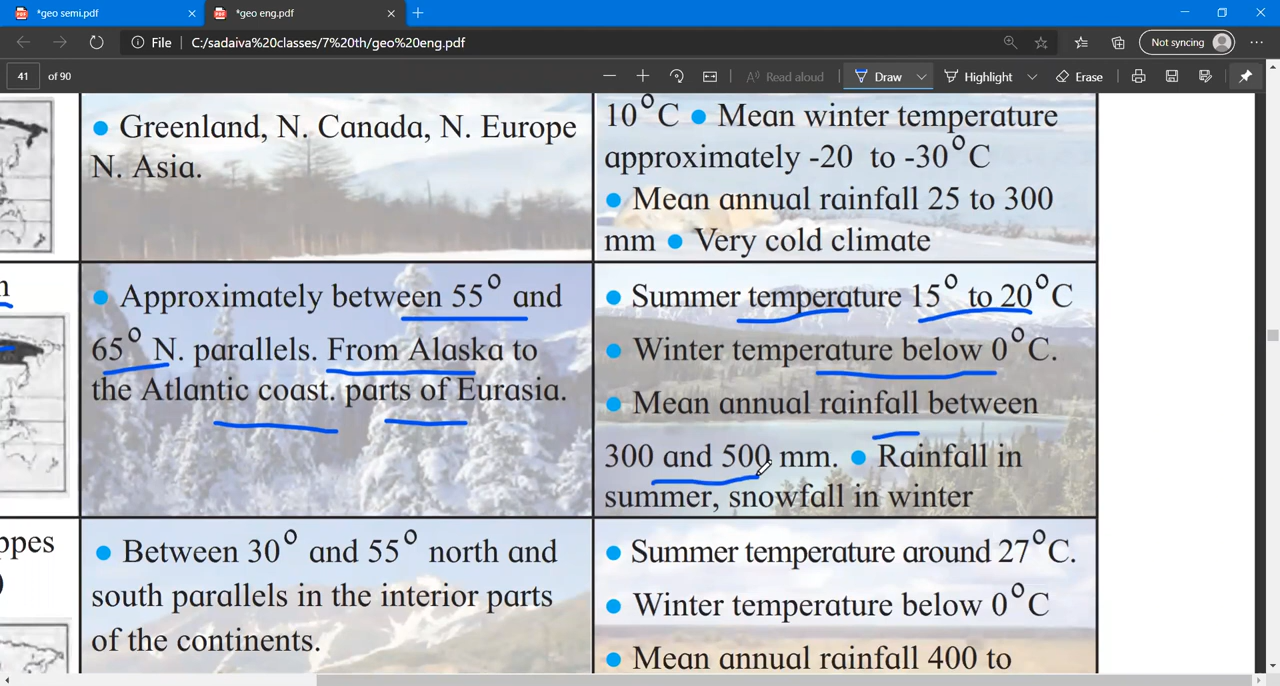 *geo semi.pdf
*geo eng.pdf
File
C:/sadaiva%20classes/7%20th/geo%20eng.pdf
Not syncing
41 of 90
Read aloud
Draw
Highlight
Erase
• Greenland, N. Canada, N. Europe
N. Asia.
10°C • Mean winter temperature
approximately -20 to -30°C
• Mean annual rainfall 25 to 300
mm • Very cold climate
• Approximately between 55° and
65° N. parallels. From Alaska to
the Atlantic coast. parts of Eurasia.
• Summer temperature 15° to 20°C
• Winter temperature below 0°C.
• Mean annual rainfall between
300 and 500 mm. • Rainfall in
summer, snowfall in winter
ppes
)
• Between 30° and 55° north and
south parallels in the interior parts
of the continents.
• Summer temperature around 27°C.
• Winter temperature below 0°C
• Mean annual rainfall 400 to